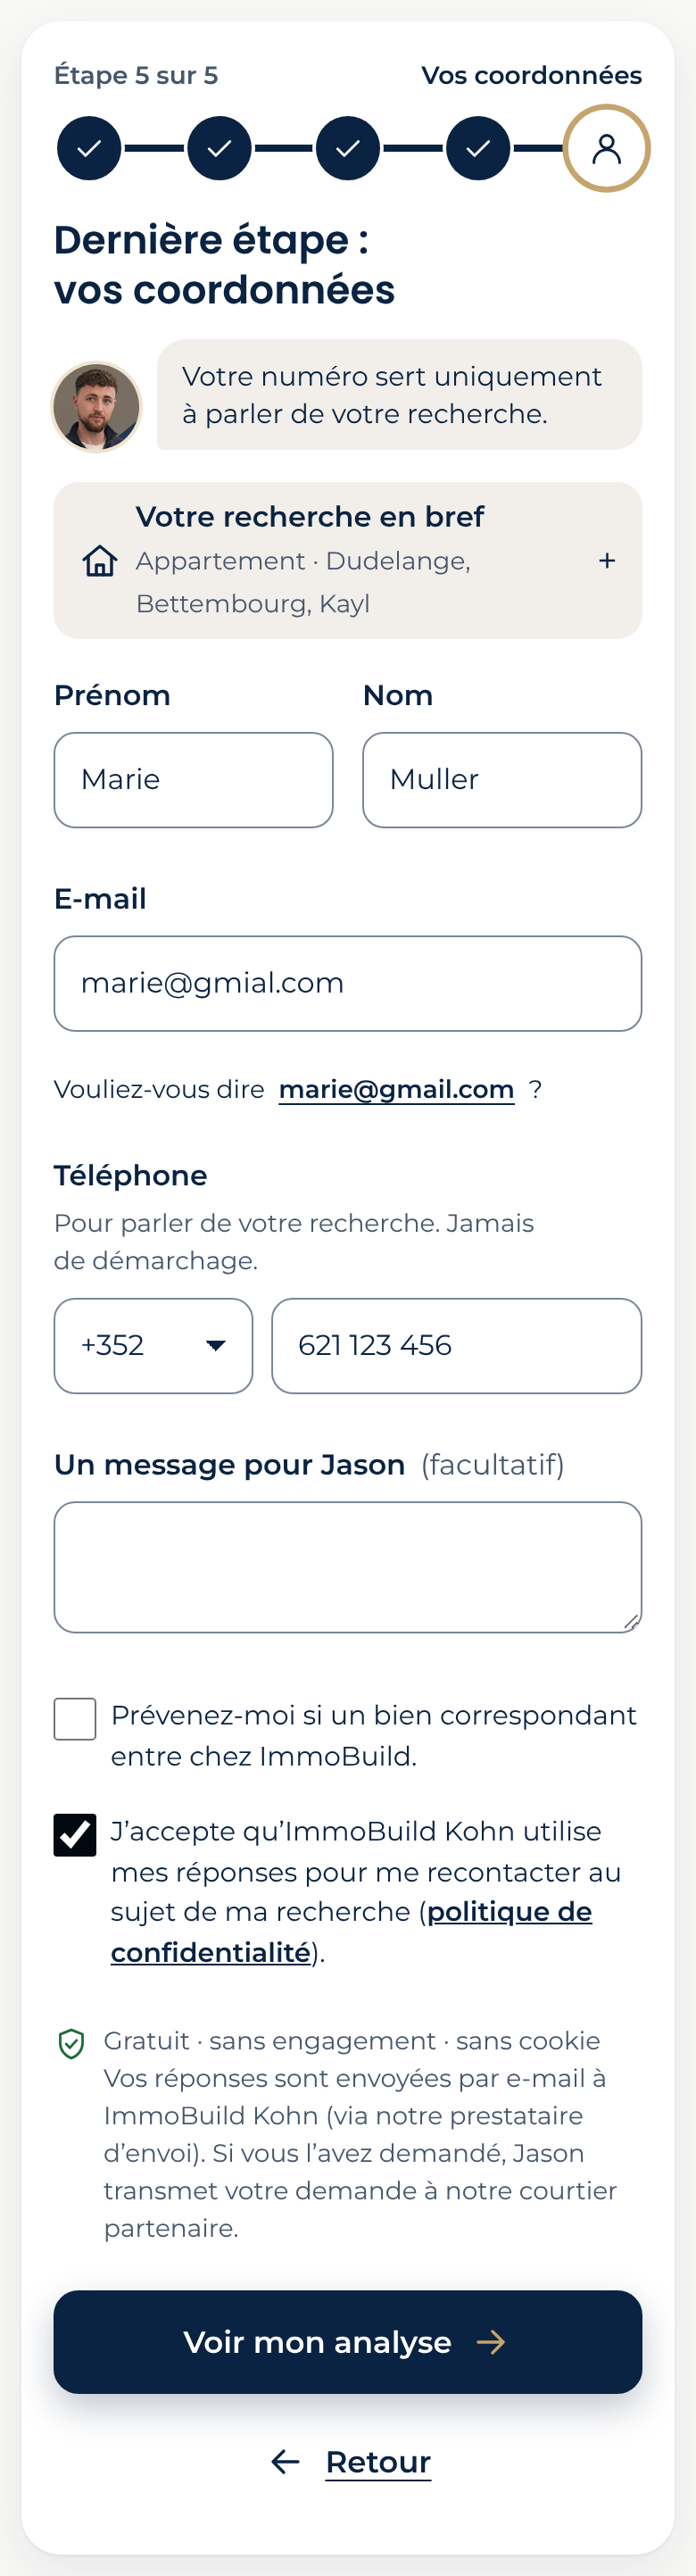 Étape 5 sur 5
Vos coordonnées
Dernière étape :
vos coordonnées
Votre numéro sert uniquement
à parler de votre recherche.
Votre recherche en bref
Appartement · Dudelange,
Bettembourg, Kayl
+
Prénom
Nom
Marie
Muller
E-mail
marie@gmial.com
Vouliez-vous dire marie@gmail.com ?
Téléphone
Pour parler de votre recherche. Jamais
de démarchage.
+352
621 123 456
Un message pour Jason (facultatif)
Prévenez-moi si un bien correspondant
entre chez ImmoBuild.
J’accepte qu’ImmoBuild Kohn utilise
mes réponses pour me recontacter au
sujet de ma recherche (politique de
confidentialité).
Gratuit · sans engagement · sans cookie
Vos réponses sont envoyées par e-mail à
ImmoBuild Kohn (via notre prestataire
d’envoi). Si vous l’avez demandé, Jason
transmet votre demande à notre courtier
partenaire.
Voir mon analyse →
← Retour